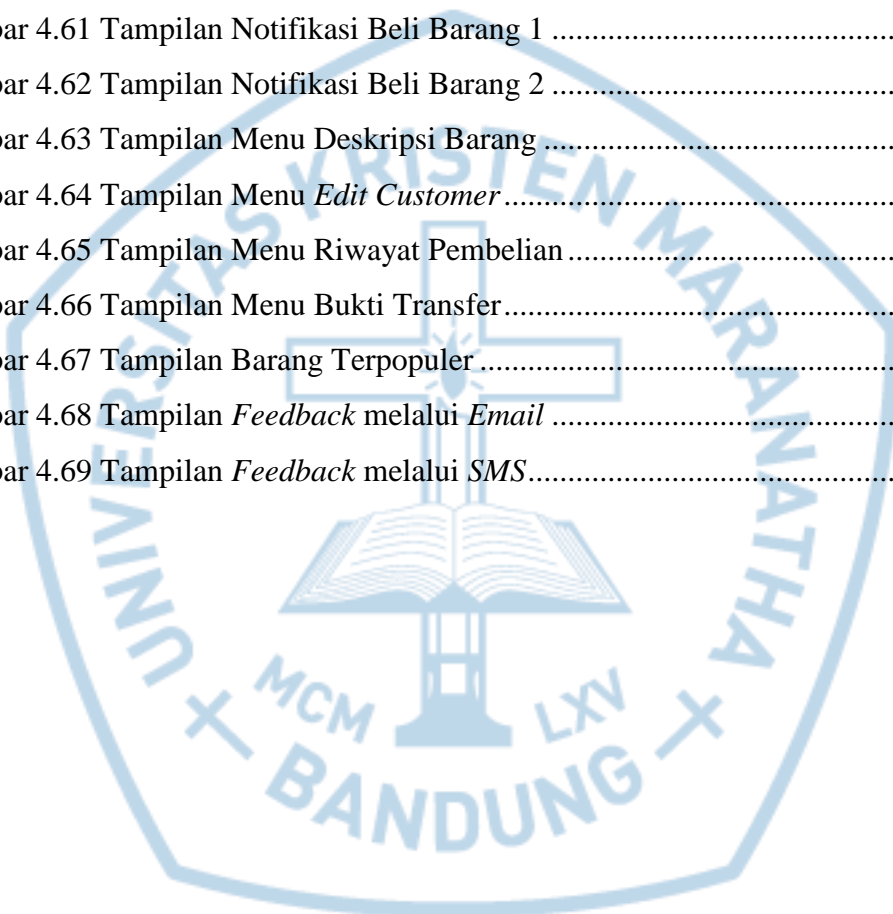 bar 4.61 Tampilan Notifikasi Beli Barang 1 ................................................
bar 4.62 Tampilan Notifikasi Beli Barang 2 ................................................
bar 4.63 Tampilan Menu Deskripsi Barang .................................................
bar 4.64 Tampilan Menu Edit Customer ......................................................
bar 4.65 Tampilan Menu Riwayat Pembelian ..............................................
bar 4.66 Tampilan Menu Bukti Transfer ......................................................
bar 4.67 Tampilan Barang Terpopuler .........................................................
bar 4.68 Tampilan Feedback melalui Email ................................................
bar 4.69 Tampilan Feedback melalui SMS ...................................................
UNIVERSITAS KRISTEN MARANATHA
MCM LXV
BANDUNG